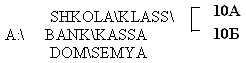 SHKOLA\KLASS\ 10А
A:\ BANK\KASSA 10Б
DOM\SEMYA